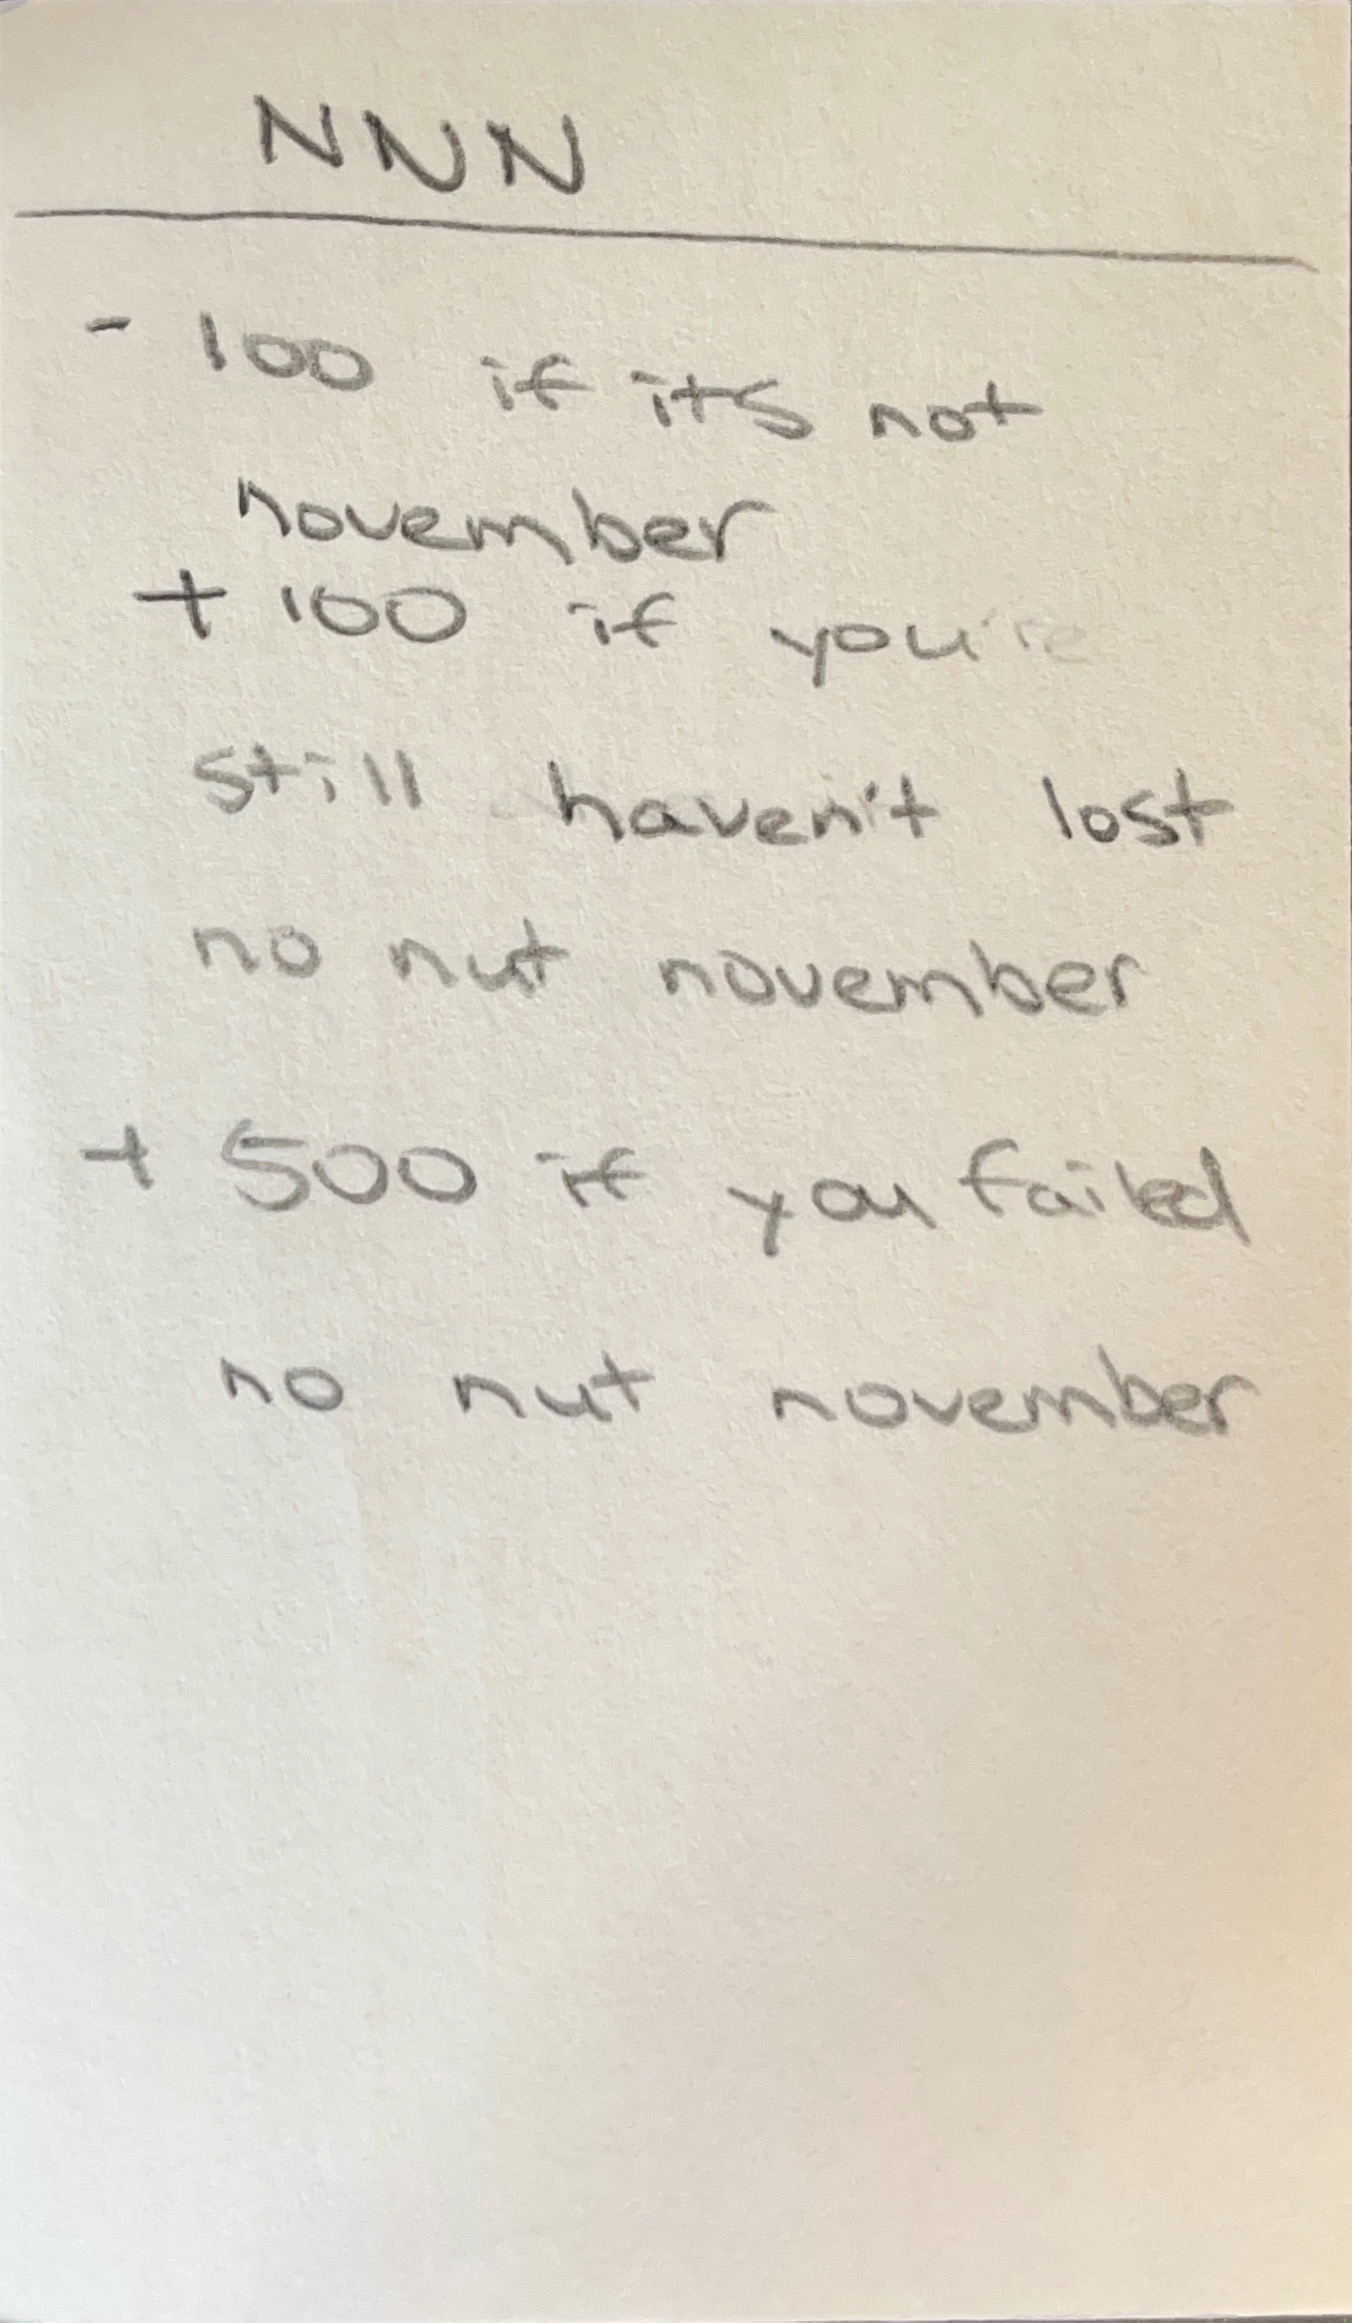 NNN
- 100 if its not
november
+ 100 if you're
still haven't lost
no nut november
+ 500 if you failed
no nut november